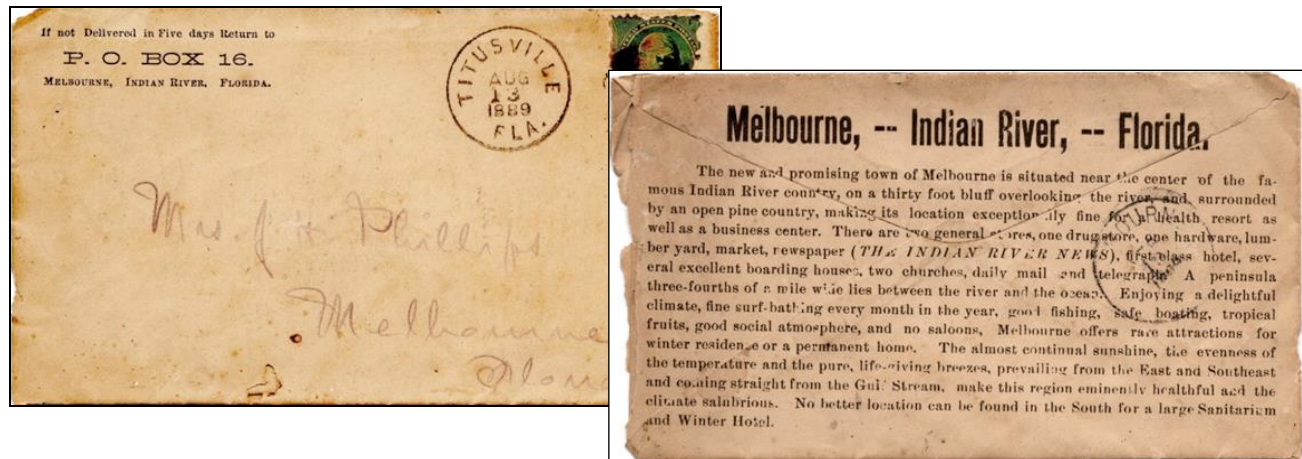 If not Delivered in Five days Return to
P. O. BOX 16.
MELBOURNE, INDIAN RIVER, FLORIDA.
TITUSVILLE
AUG
13
1889
FLA.
Mrs. J H Phillips
Melbourne
Melbourne, -- Indian River, -- Florida.
The new and promising town of Melbourne is situated near the center of the fa-
mous Indian River country, on a thirty foot bluff overlooking the river, and surrounded
by an open pine country, making its location exceptionally fine for a health resort as
well as a business center. There are two general stores, one drug store, one hardware, lum-
ber yard, market, newspaper (THE INDIAN RIVER NEWS), first class hotel, sev-
eral excellent boarding houses, two churches, daily mail and telegraph. A peninsula
three-fourths of a mile wide lies between the river and the ocean. Enjoying a delightful
climate, fine surf-bathing every month in the year, good fishing, safe boating, tropical
fruits, good social atmosphere, and no saloons, Melbourne offers rare attractions for
winter residence or a permanent home. The almost continual sunshine, the evenness of
the temperature and the pure, life-giving breezes, prevailing from the East and Southeast
and coming straight from the Gulf Stream, make this region eminently healthful and the
climate salubrious. No better location can be found in the South for a large Sanitarium
and Winter Hotel.